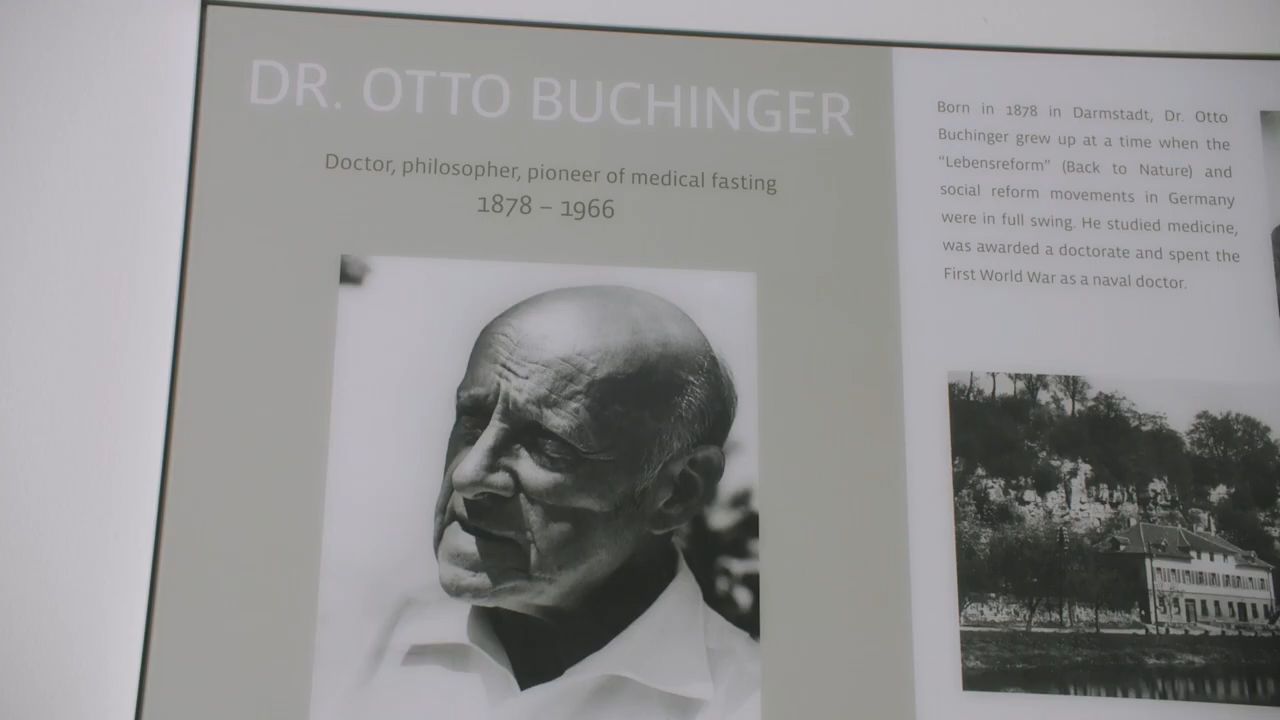 DR. OTTO BUCHINGER
Doctor, philosopher, pioneer of medical fasting
1878 – 1966
Born in 1878 in Darmstadt, Dr. Otto
Buchinger grew up at a time when the
“Lebensreform” (Back to Nature) and
social reform movements in Germany
were in full swing. He studied medicine,
was awarded a doctorate and spent the
First World War as a naval doctor.